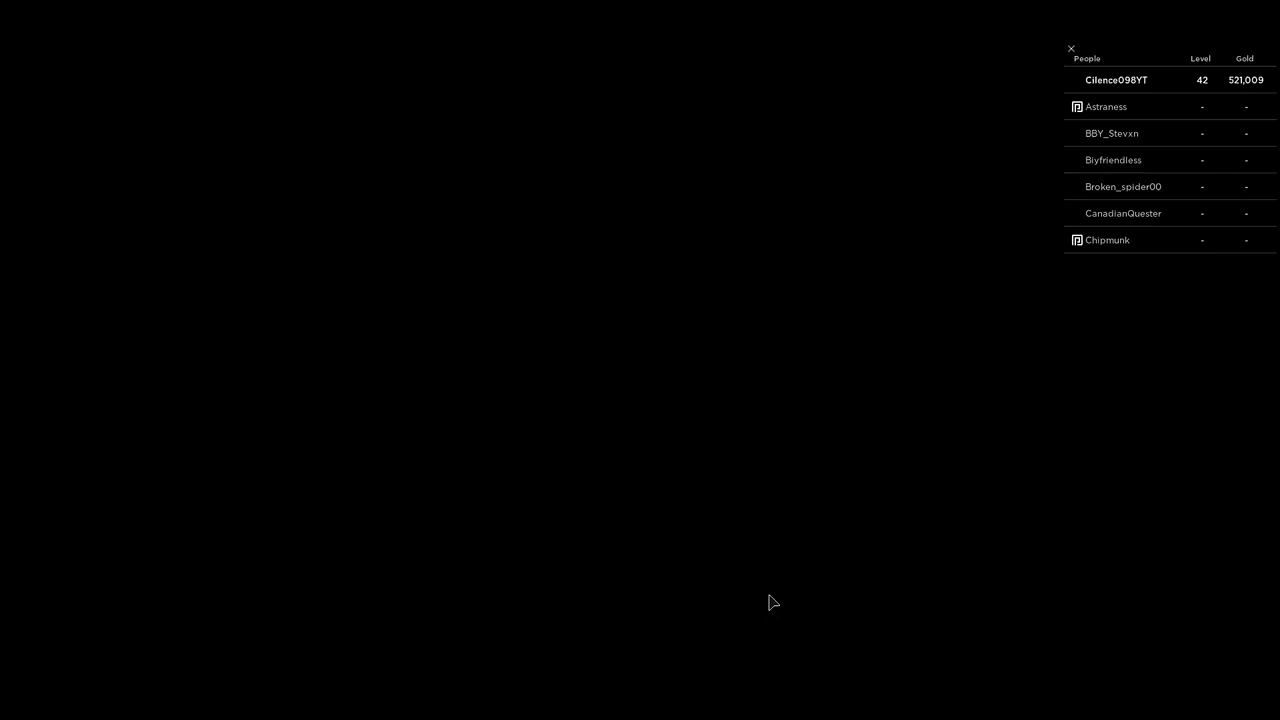 People Level Gold
Cilence098YT 42 521,009
Astraness - -
BBY_Stevxn - -
Biyfriendless - -
Broken_spider00 - -
CanadianQuester - -
Chipmunk - -